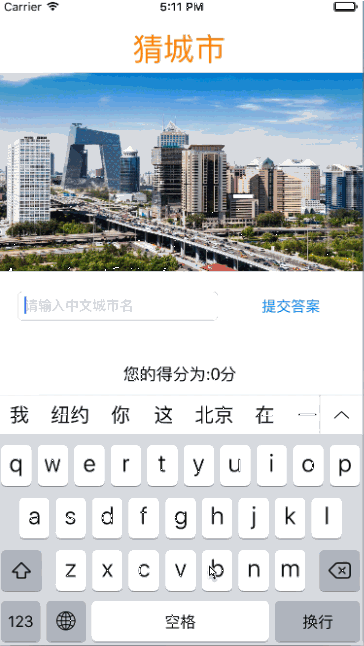 Carrier 5:11 PM
猜城市
请输入中文城市名 提交答案
您的得分为:0分
我 纽约 你 这 北京 在 一
q w e r t y u i o p
a s d f g h j k l
z x c v b n m
123 空格 换行